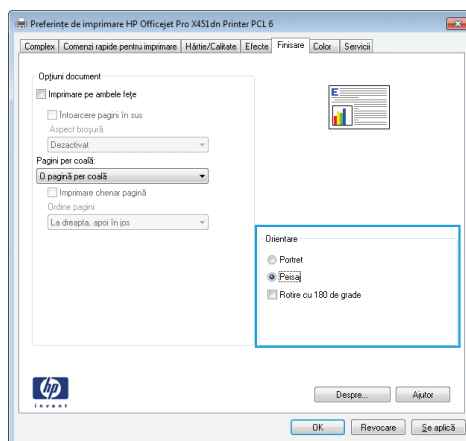 Preferințe de imprimare HP Officejet Pro X451dn Printer PCL 6
Complex Comenzi rapide pentru imprimare Hârtie/Calitate Efecte Finisare Color Servicii
Opțiuni document
Imprimare pe ambele fețe
Întoarcere pagini în sus
Aspect broșură:
Dezactivat
Pagini per coală:
O pagină per coală
Imprimare chenar pagină
Ordine pagini:
La dreapta, apoi în jos
E
Orientare
Portret
Peisaj
Rotire cu 180 de grade
hp
invent
Despre... Ajutor
OK Revocare Se aplică